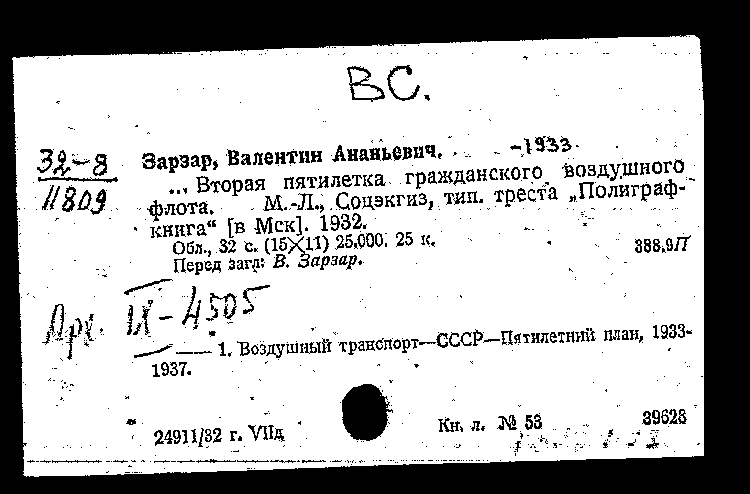 ВС.
32-8 Зарзар, Валентин Ананьевич. -1933
11809 ... Вторая пятилетка гражданского воздушного
флота. М.-Л., Соцэкгиз, тип. треста „Полиграф-
книга“ [в Мск]. 1932.
Обл., 32 с. (15X11) 25.000. 25 к. 388.9П
Перед загл: В. Зарзар.
Арх. IX-4505
—— 1. Воздушный транспорт—СССР—Пятилетний план, 1933-
1937.
24911/32 г. VIIд Кн. л. № 53 39628